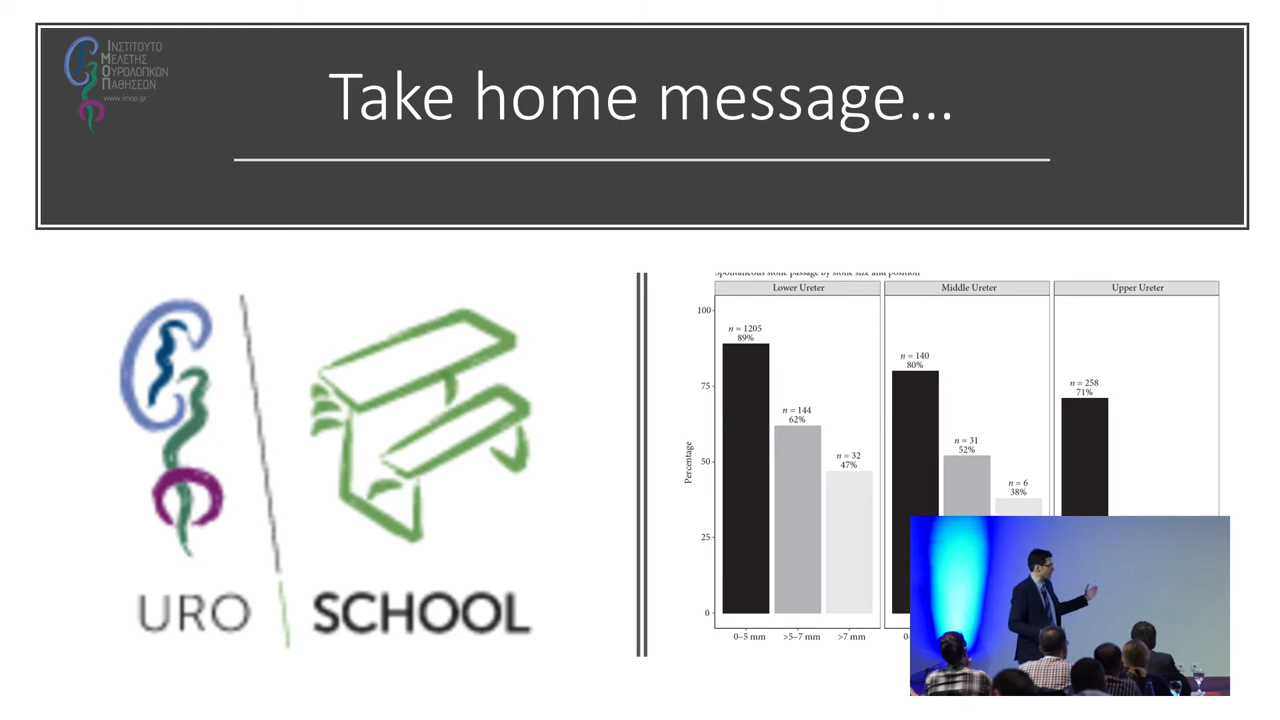 ΙΝΣΤΙΤΟΥΤΟ
ΜΕΛΕΤΗΣ
ΟΥΡΟΛΟΓΙΚΩΝ
ΠΑΘΗΣΕΩΝ
www.imop.gr
Take home message...
URO SCHOOL
Spontaneous stone passage by stone size and position
Lower Ureter
Middle Ureter
Upper Ureter
Percentage
100
75
50
25
0
n = 1205
89%
n = 144
62%
n = 32
47%
n = 140
80%
n = 31
52%
n = 6
38%
n = 258
71%
0–5 mm
>5–7 mm
>7 mm